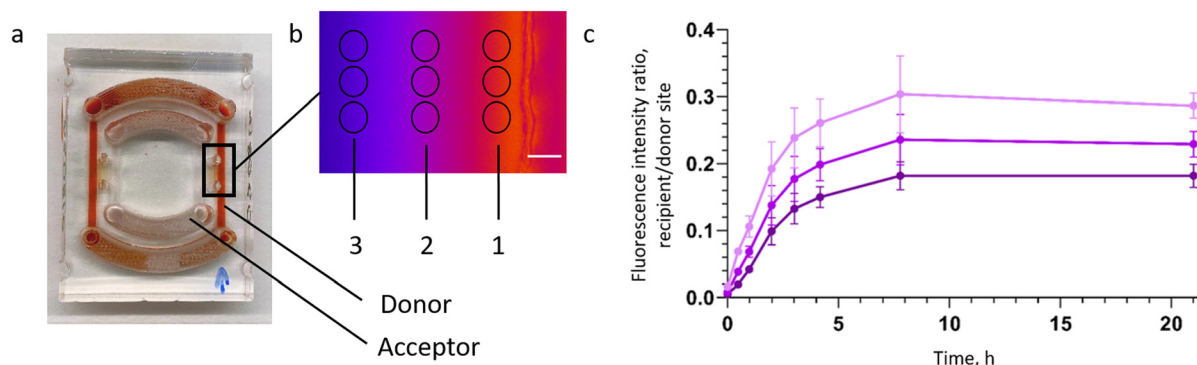 a
b
c
3
2
1
Donor
Acceptor
Fluorescence intensity ratio,
recipient/donor site
0.4
0.3
0.2
0.1
0.0
0
5
10
15
20
Time, h